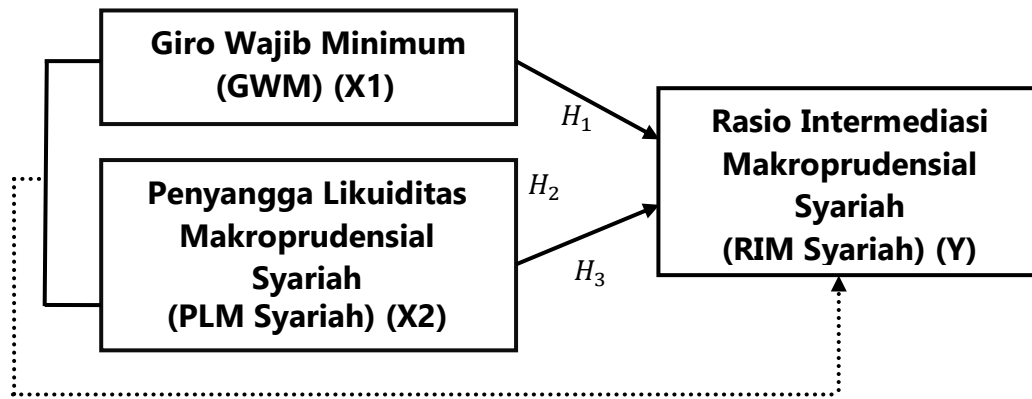 Giro Wajib Minimum
(GWM) (X1)
H₁
Rasio Intermediasi
Makroprudensial
Syariah
(RIM Syariah) (Y)
Penyangga Likuiditas
Makroprudensial
Syariah
(PLM Syariah) (X2)
H₂
H₃